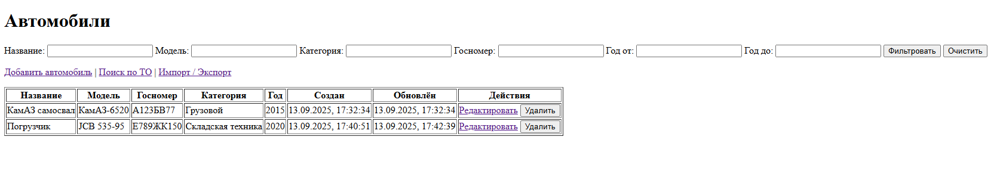 Автомобили
Название: Модель: Категория: Госномер: Год от: Год до: Фильтровать Очистить
Добавить автомобиль | Поиск по ТО | Импорт / Экспорт
Название Модель Госномер Категория Год Создан Обновлён Действия
КамАЗ самосвал КамАЗ-6520 А123БВ77 Грузовой 2015 13.09.2025, 17:32:34 13.09.2025, 17:32:34 Редактировать Удалить
Погрузчик JCB 535-95 Е789ЖК150 Складская техника 2020 13.09.2025, 17:40:51 13.09.2025, 17:42:39 Редактировать Удалить